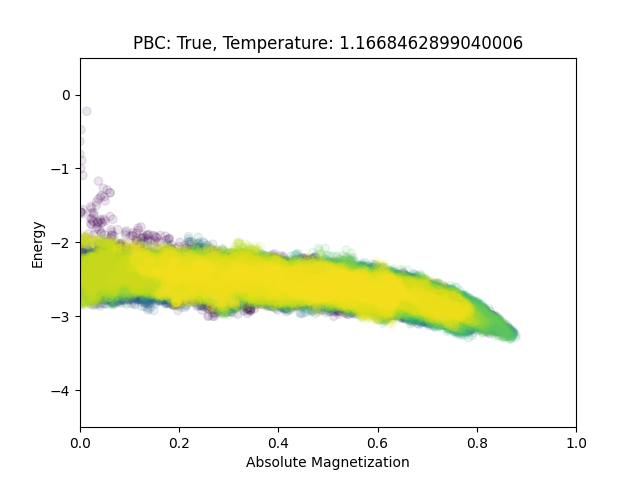 PBC: True, Temperature: 1.1668462899040006
0
−1
−2
−3
−4
Energy
0.0 0.2 0.4 0.6 0.8 1.0
Absolute Magnetization